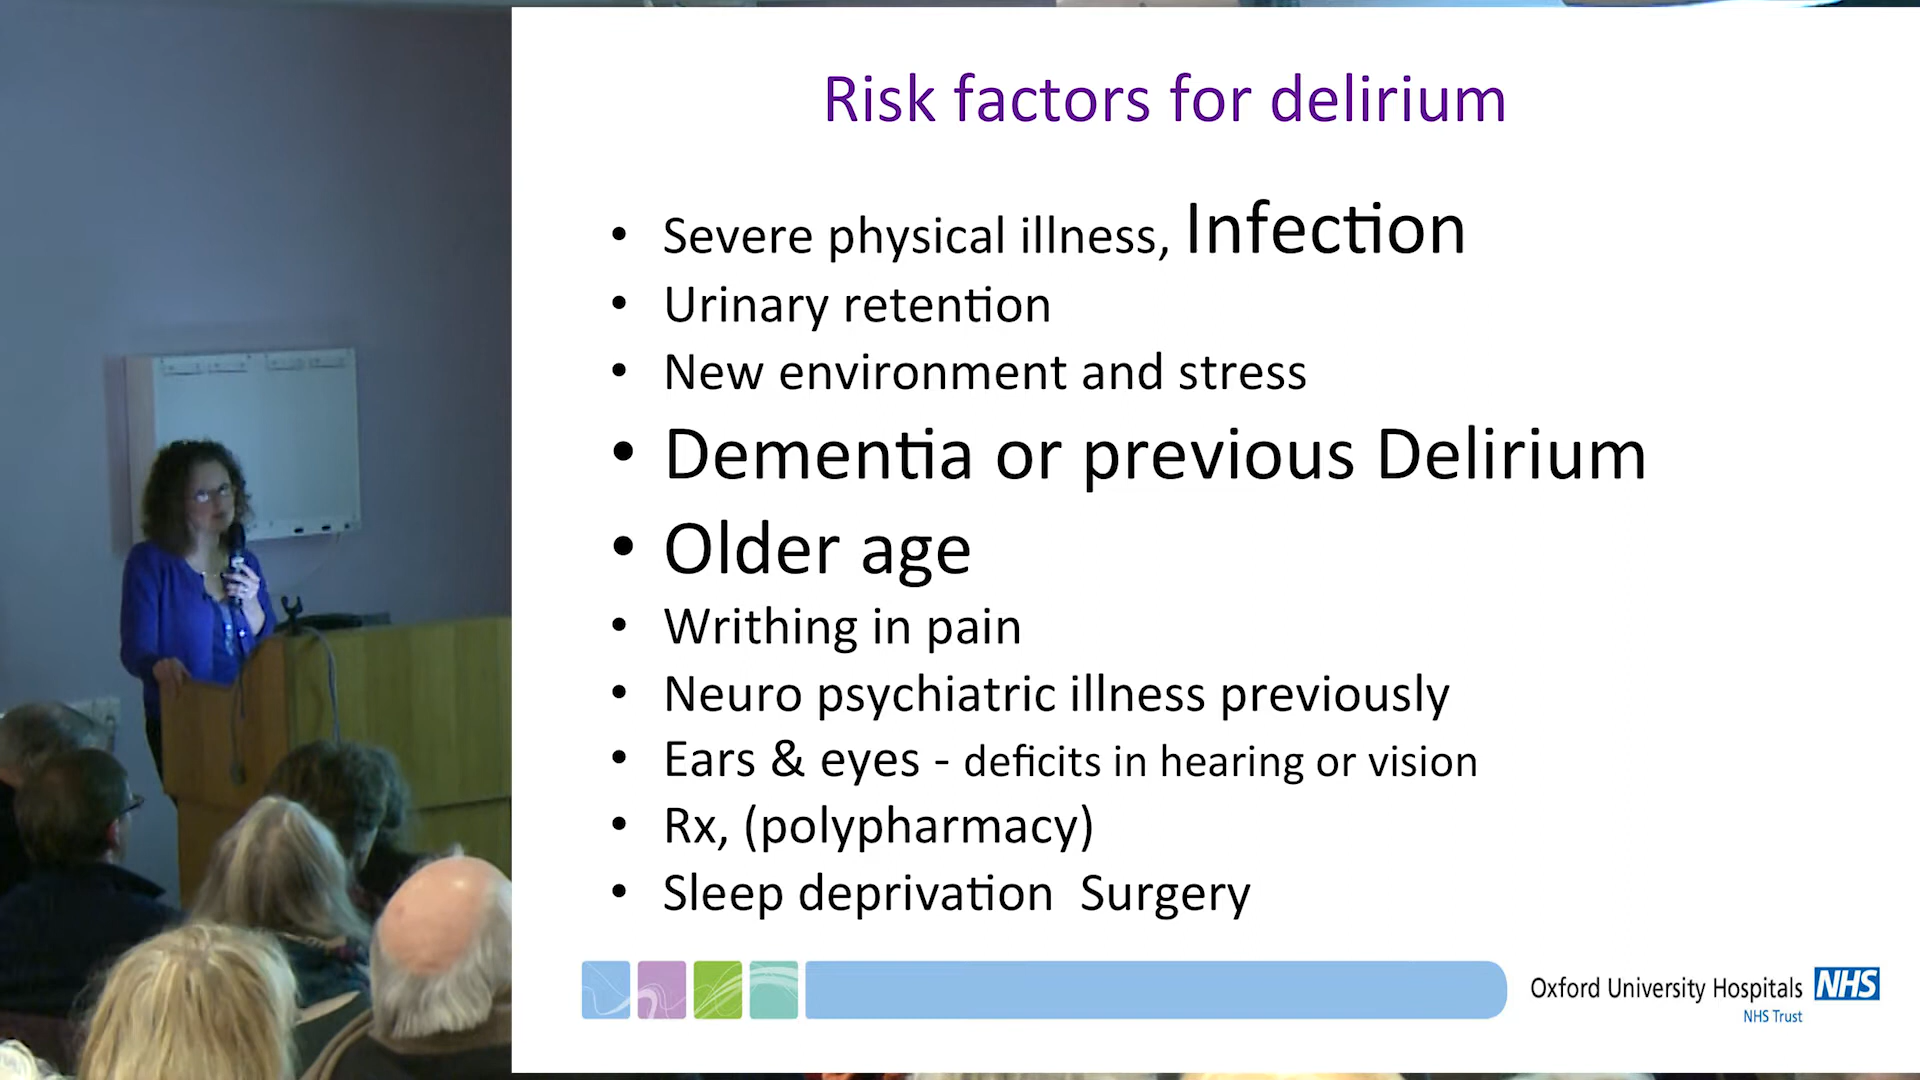 Risk factors for delirium
• Severe physical illness, Infection
• Urinary retention
• New environment and stress
• Dementia or previous Delirium
• Older age
• Writhing in pain
• Neuro psychiatric illness previously
• Ears & eyes - deficits in hearing or vision
• Rx, (polypharmacy)
• Sleep deprivation  Surgery
Oxford University Hospitals NHS
NHS Trust